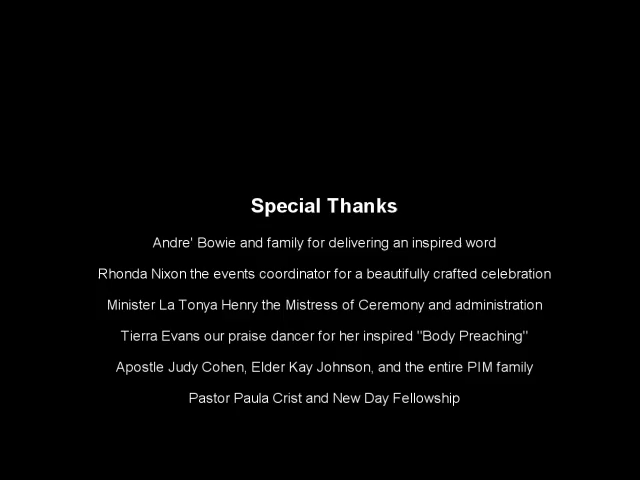 Special Thanks
Andre' Bowie and family for delivering an inspired word
Rhonda Nixon the events coordinator for a beautifully crafted celebration
Minister La Tonya Henry the Mistress of Ceremony and administration
Tierra Evans our praise dancer for her inspired "Body Preaching"
Apostle Judy Cohen, Elder Kay Johnson, and the entire PIM family
Pastor Paula Crist and New Day Fellowship